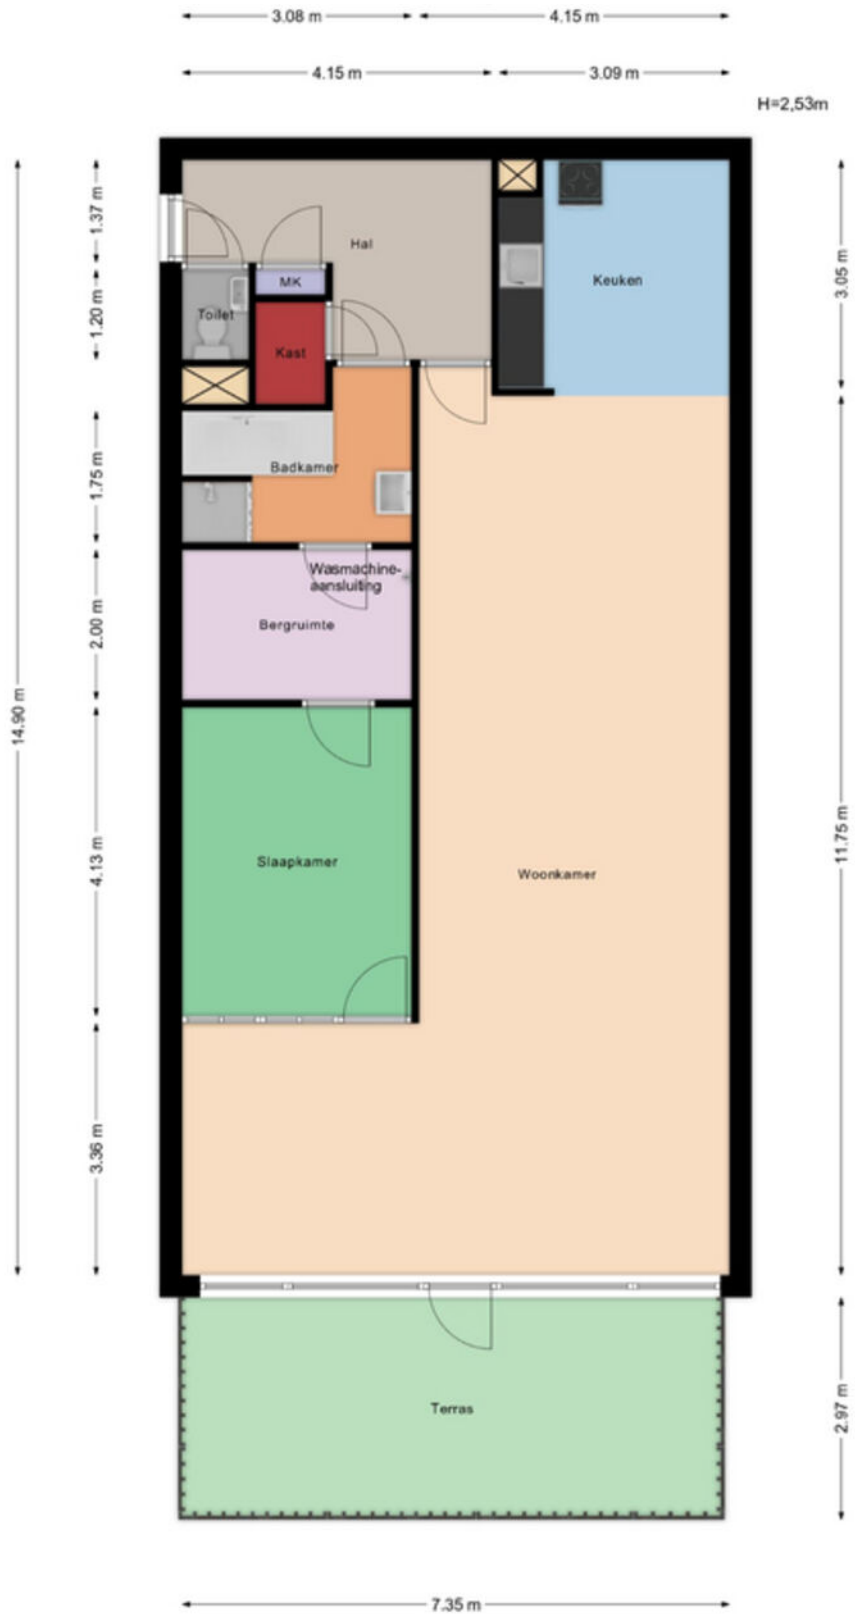 3.08 m
4.15 m
4.15 m
3.09 m
H=2,53m
1.37 m
Hal
3.05 m
Keuken
MK
1.20 m
Toilet
Kast
Badkamer
1.75 m
Wasmachine-
aansluiting
Bergruimte
2.00 m
14.90 m
4.13 m
Slaapkamer
Woonkamer
11.75 m
3.36 m
Terras
2.97 m
7.35 m